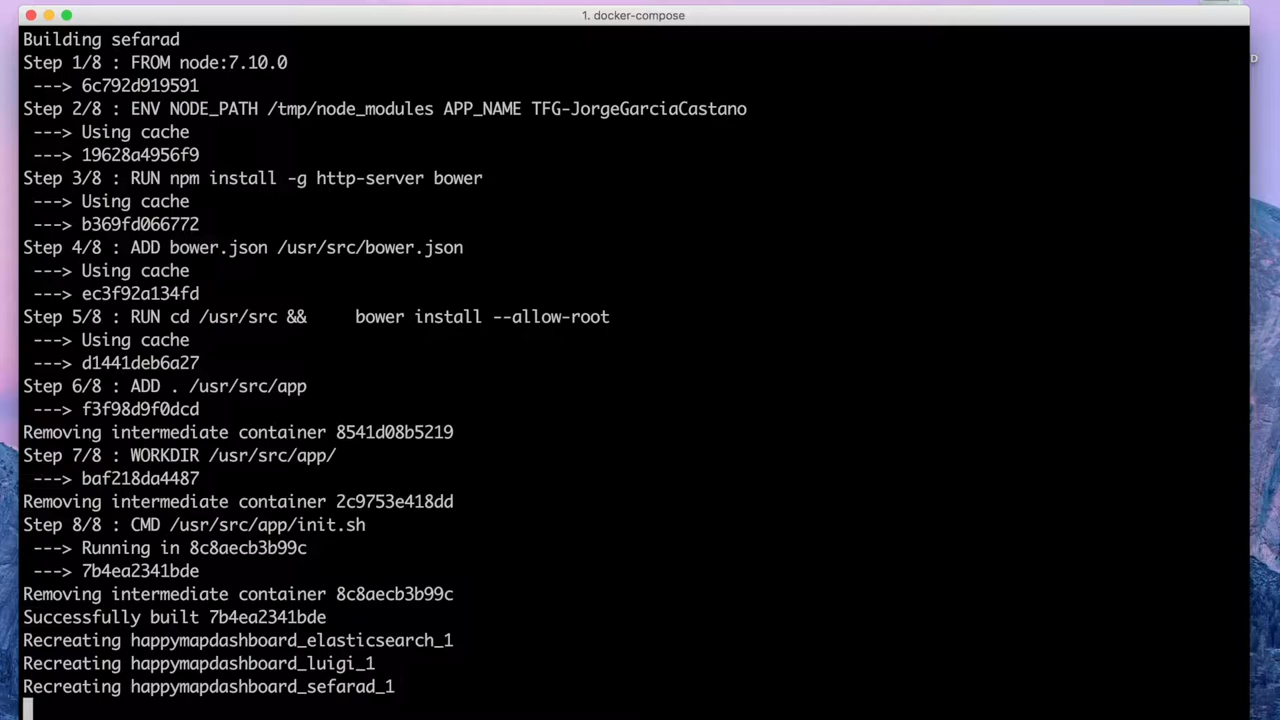 1. docker-compose
Building sefarad
Step 1/8 : FROM node:7.10.0
---> 6c792d919591
Step 2/8 : ENV NODE_PATH /tmp/node_modules APP_NAME TFG-JorgeGarciaCastano
---> Using cache
---> 19628a4956f9
Step 3/8 : RUN npm install -g http-server bower
---> Using cache
---> b369fd066772
Step 4/8 : ADD bower.json /usr/src/bower.json
---> Using cache
---> ec3f92a134fd
Step 5/8 : RUN cd /usr/src &&     bower install --allow-root
---> Using cache
---> d1441deb6a27
Step 6/8 : ADD . /usr/src/app
---> f3f98d9f0dcd
Removing intermediate container 8541d08b5219
Step 7/8 : WORKDIR /usr/src/app/
---> baf218da4487
Removing intermediate container 2c9753e418dd
Step 8/8 : CMD /usr/src/app/init.sh
---> Running in 8c8aecb3b99c
---> 7b4ea2341bde
Removing intermediate container 8c8aecb3b99c
Successfully built 7b4ea2341bde
Recreating happymapdashboard_elasticsearch_1
Recreating happymapdashboard_luigi_1
Recreating happymapdashboard_sefarad_1